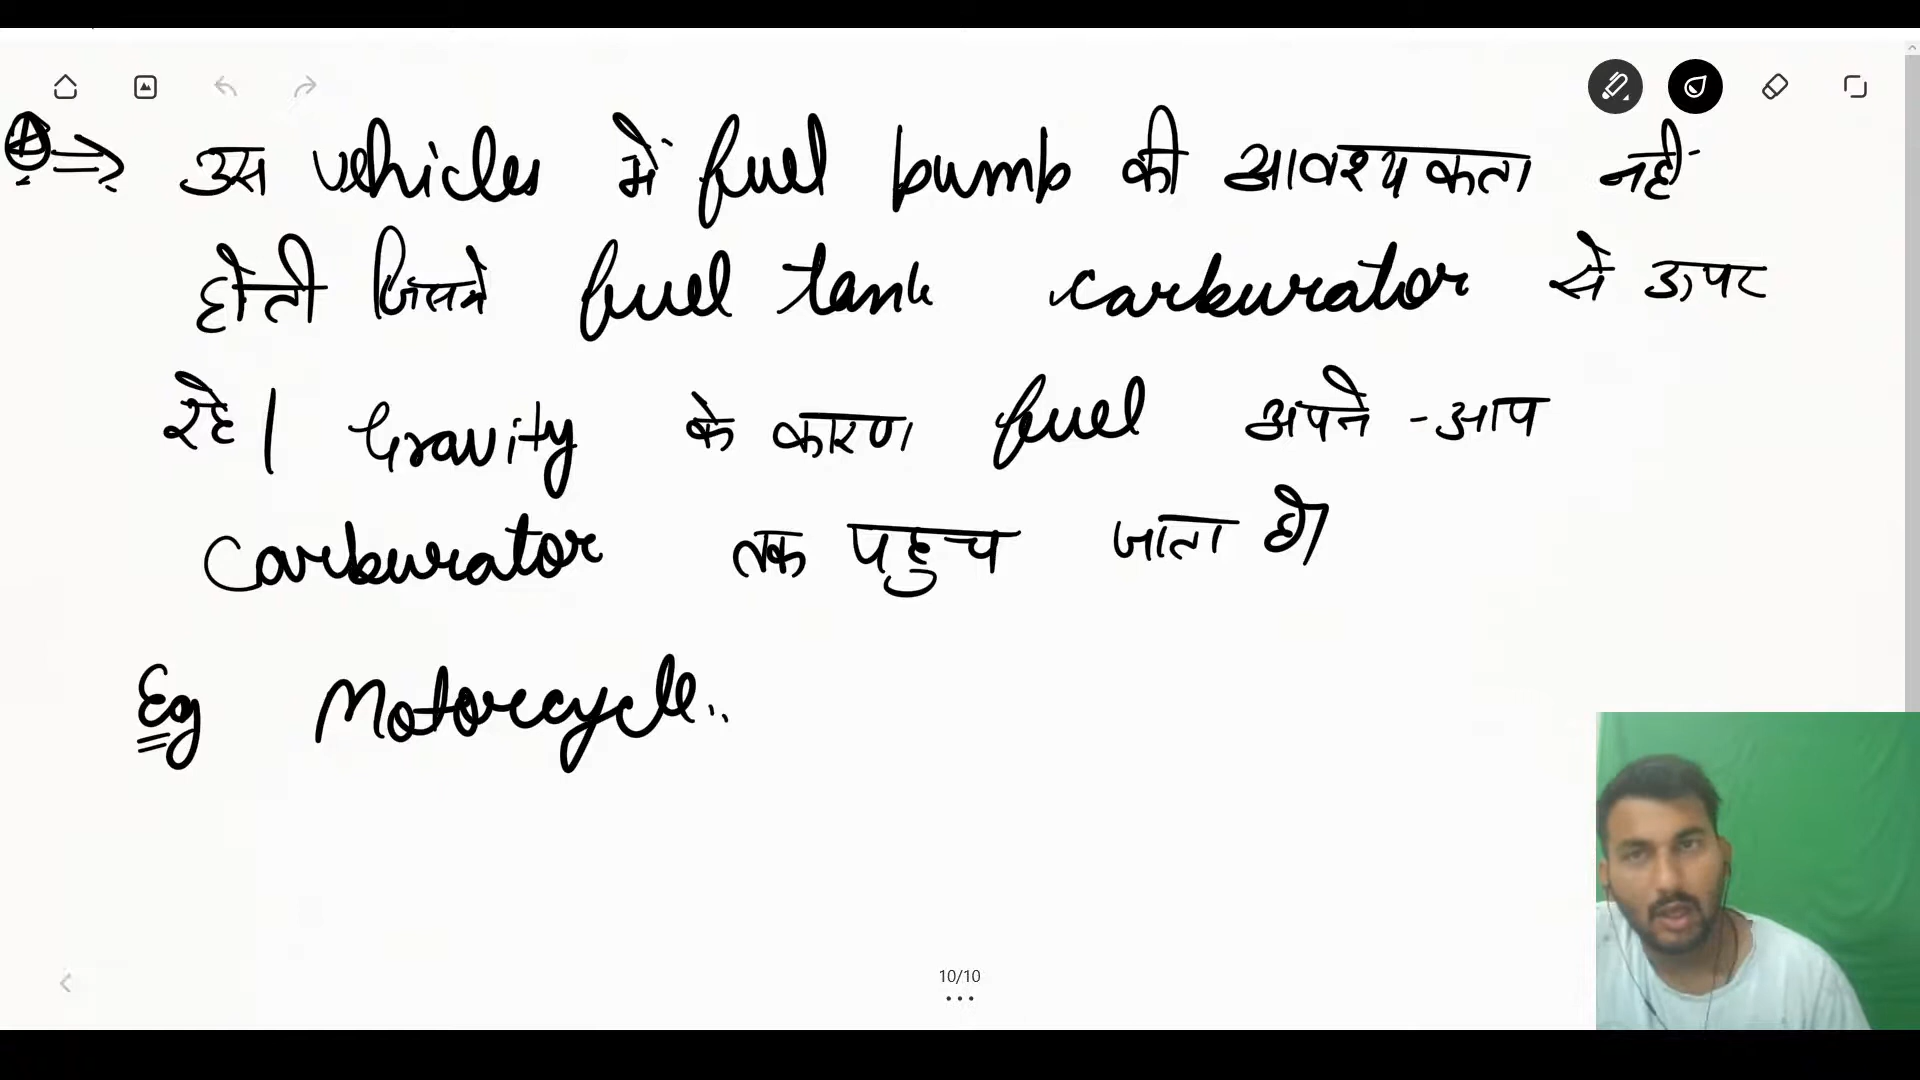 उस vehicles में fuel bumb की आवश्यकता नही
होती जिसमे fuel tank carburator से ऊपर
रहे | Gravity के कारण fuel अपने - आप
Carburator तक पहुच जाता हो
Eg Motorcycle..
10/10